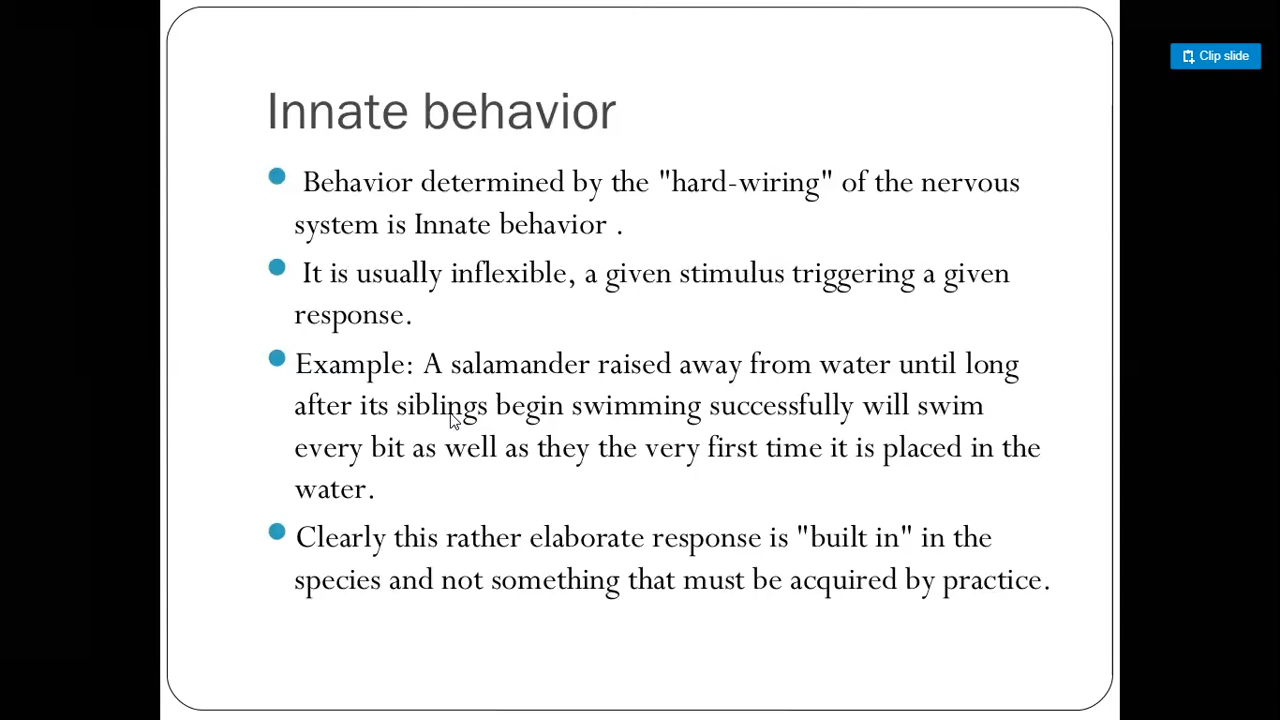 Clip slide
Innate behavior
Behavior determined by the "hard-wiring" of the nervous
system is Innate behavior .
It is usually inflexible, a given stimulus triggering a given
response.
Example: A salamander raised away from water until long
after its siblings begin swimming successfully will swim
every bit as well as they the very first time it is placed in the
water.
Clearly this rather elaborate response is "built in" in the
species and not something that must be acquired by practice.